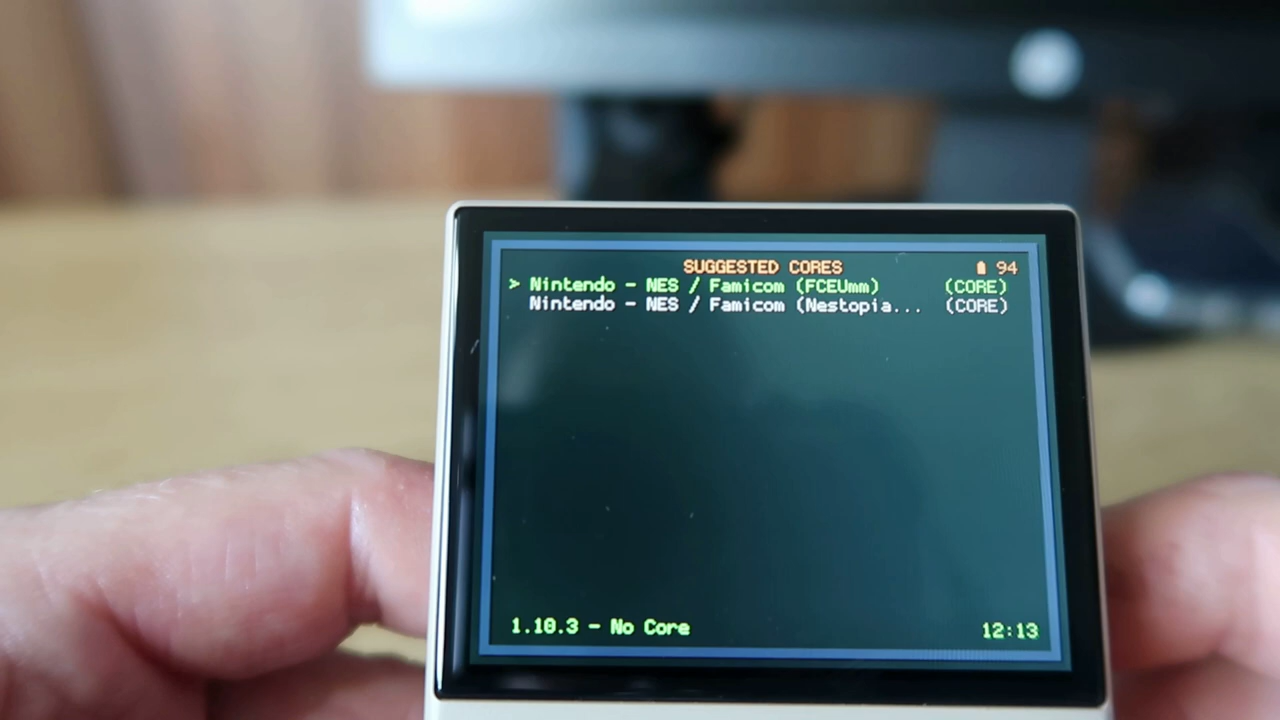 SUGGESTED CORES 94
> Nintendo - NES / Famicom (FCEUmm) (CORE)
Nintendo - NES / Famicom (Nestopia... (CORE)
1.10.3 - No Core 12:13